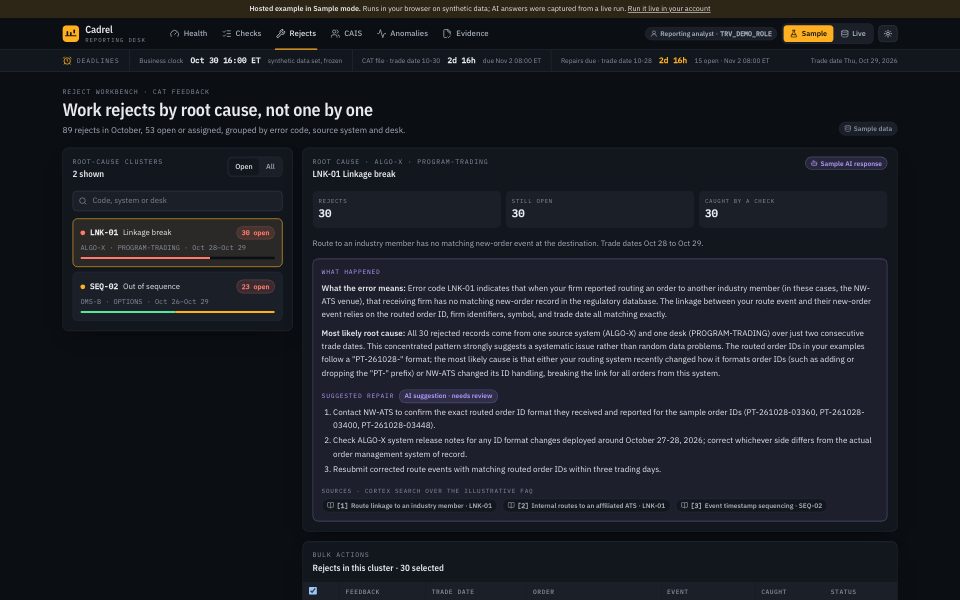 Hosted example in Sample mode. Runs in your browser on synthetic data; AI answers were captured from a live run. Run it live in your account
Cadrel
REPORTING DESK
Health
Checks
Rejects
CAIS
Anomalies
Evidence
Reporting analyst · TRV_DEMO_ROLE
Sample
Live
DEADLINES
Business clock Oct 30 16:00 ET synthetic data set, frozen
CAT file · trade date 10-30 2d 16h due Nov 2 08:00 ET
Repairs due · trade date 10-28 2d 16h 15 open · Nov 2 08:00 ET
Trade date Thu, Oct 29, 2026
REJECT WORKBENCH · CAT FEEDBACK
Work rejects by root cause, not one by one
89 rejects in October, 53 open or assigned, grouped by error code, source system and desk.
Sample data
ROOT-CAUSE CLUSTERS
2 shown
Open
All
Code, system or desk
LNK-01 Linkage break
30 open
ALGO-X · PROGRAM-TRADING · Oct 28–Oct 29
SEQ-02 Out of sequence
23 open
OMS-B · OPTIONS · Oct 26–Oct 29
ROOT CAUSE · ALGO-X · PROGRAM-TRADING
LNK-01 Linkage break
Sample AI response
REJECTS
30
STILL OPEN
30
CAUGHT BY A CHECK
30
Route to an industry member has no matching new-order event at the destination. Trade dates Oct 28 to Oct 29.
WHAT HAPPENED
What the error means: Error code LNK-01 indicates that when your firm reported routing an order to another industry member (in these cases, the NW-
ATS venue), that receiving firm has no matching new-order record in the regulatory database. The linkage between your route event and their new-order
event relies on the routed order ID, firm identifiers, symbol, and trade date all matching exactly.
Most likely root cause: All 30 rejected records come from one source system (ALGO-X) and one desk (PROGRAM-TRADING) over just two consecutive
trade dates. This concentrated pattern strongly suggests a systematic issue rather than random data problems. The routed order IDs in your examples
follow a "PT-261028-" format; the most likely cause is that either your routing system recently changed how it formats order IDs (such as adding or
dropping the "PT-" prefix) or NW-ATS changed its ID handling, breaking the link for all orders from this system.
SUGGESTED REPAIR
AI suggestion · needs review
1. Contact NW-ATS to confirm the exact routed order ID format they received and reported for the sample order IDs (PT-261028-03360, PT-261028-
03400, PT-261028-03448).
2. Check ALGO-X system release notes for any ID format changes deployed around October 27-28, 2026; correct whichever side differs from the actual
order management system of record.
3. Resubmit corrected route events with matching routed order IDs within three trading days.
SOURCES · CORTEX SEARCH OVER THE ILLUSTRATIVE FAQ
[1] Route linkage to an industry member · LNK-01
[2] Internal routes to an affiliated ATS · LNK-01
[3] Event timestamp sequencing · SEQ-02
BULK ACTIONS
Rejects in this cluster · 30 selected
FEEDBACK
TRADE DATE
ORDER
EVENT
CAUGHT
STATUS